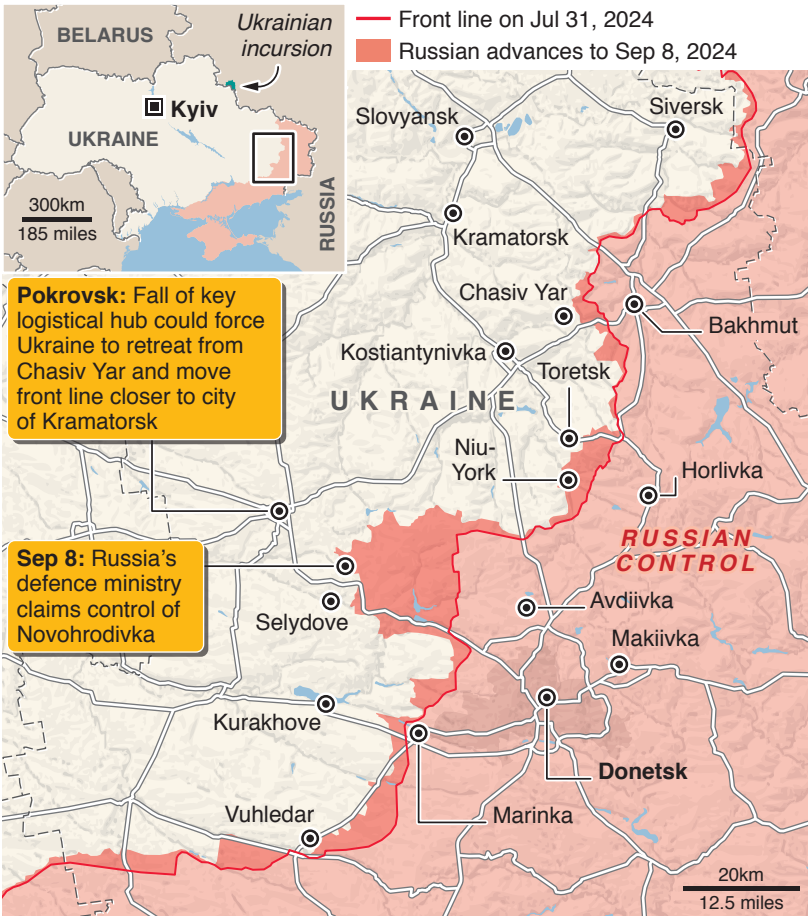 Front line on Jul 31, 2024
Russian advances to Sep 8, 2024
BELARUS
Ukrainian
incursion
Kyiv
UKRAINE
300km
185 miles
RUSSIA
Slovyansk
Siversk
Kramatorsk
Pokrovsk: Fall of key
logistical hub could force
Ukraine to retreat from
Chasiv Yar and move
front line closer to city
of Kramatorsk
Chasiv Yar
Bakhmut
Kostiantynivka
Toretsk
UKRAINE
Niu-
York
Horlivka
RUSSIAN
CONTROL
Sep 8: Russia's
defence ministry
claims control of
Novohrodivka
Selydove
Avdiivka
Makiivka
Kurakhove
Donetsk
Vuhledar
Marinka
20km
12.5 miles